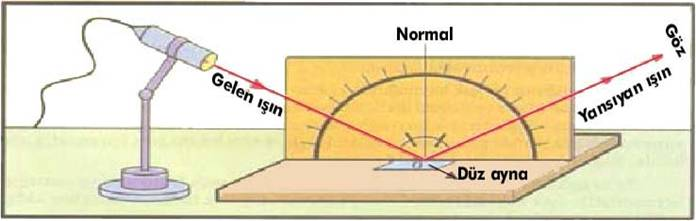 Normal
Göz
Gelen ışın
Yansıyan ışın
Düz ayna